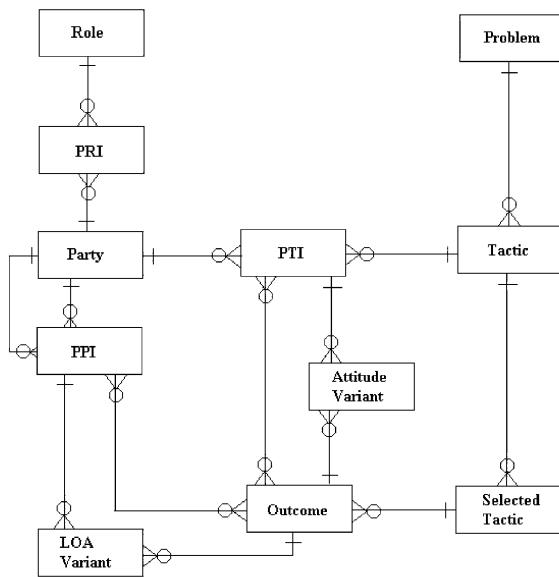 Role
Problem
PRI
Party
PTI
Tactic
PPI
Attitude
Variant
Outcome
Selected
Tactic
LOA
Variant